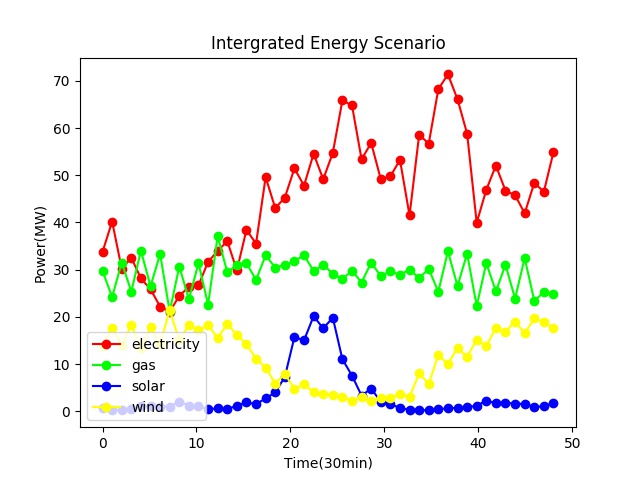 Intergrated Energy Scenario
Power(MW)
70
60
50
40
30
20
10
0
electricity
gas
solar
wind
0 10 20 30 40 50
Time(30min)